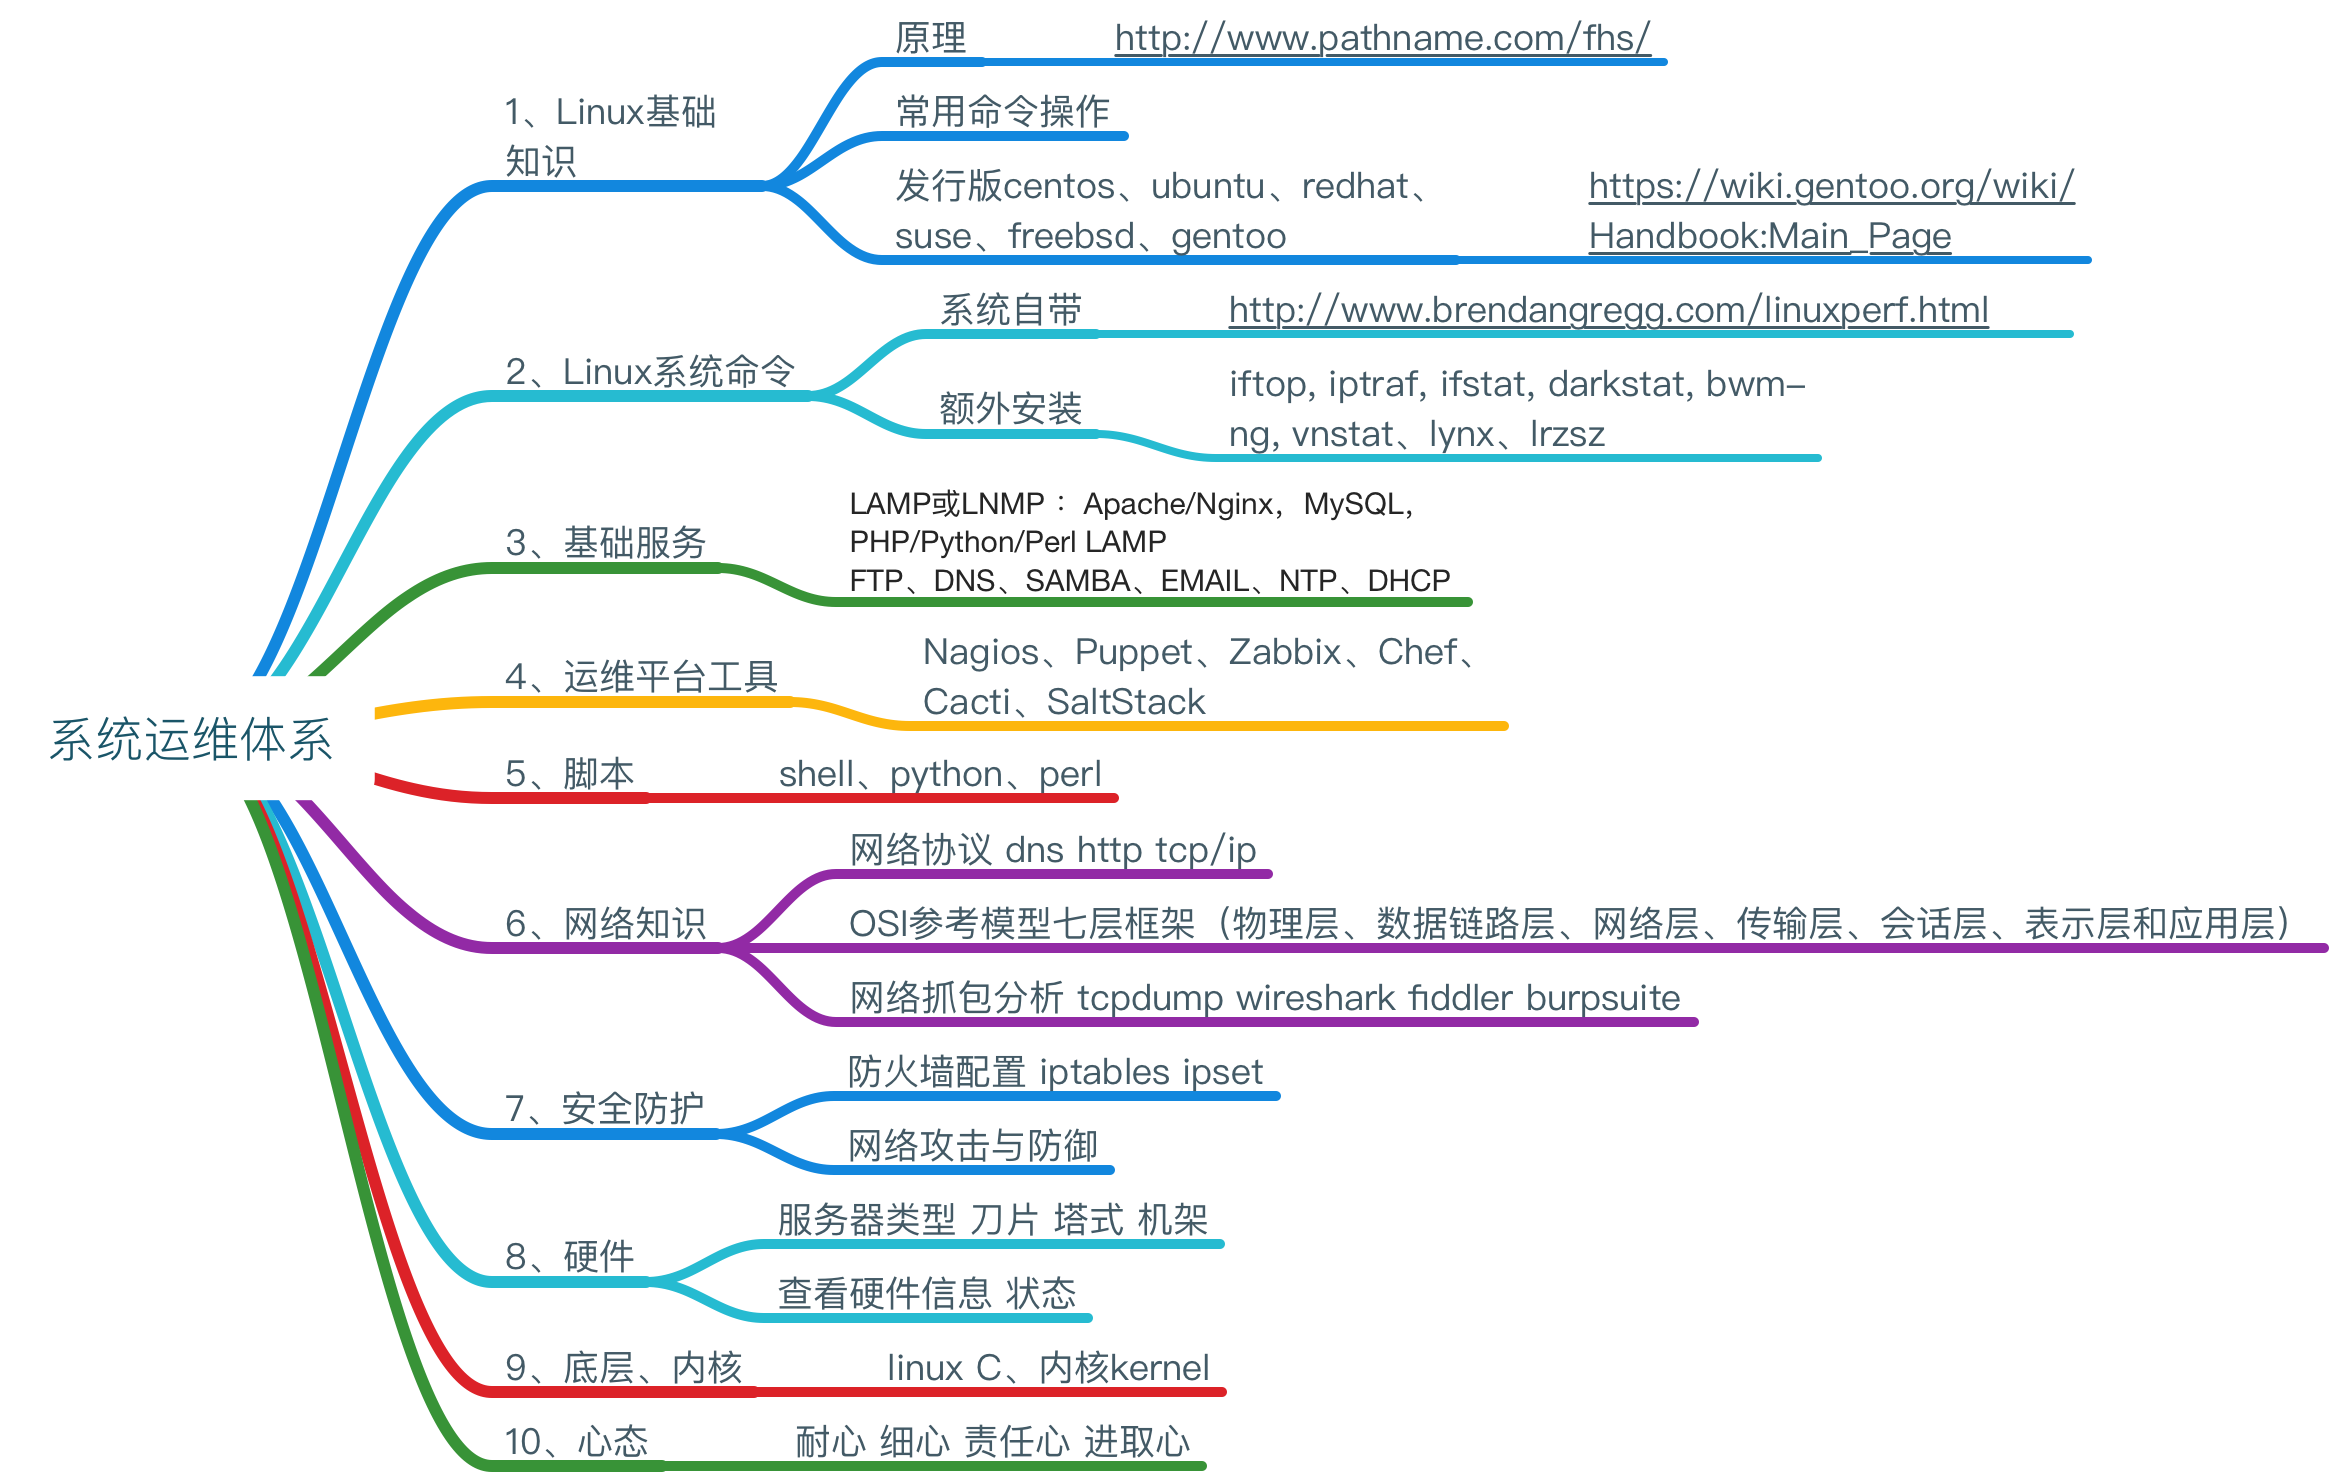 系统运维体系
1、Linux基础
知识
原理
http://www.pathname.com/fhs/
常用命令操作
发行版centos、ubuntu、redhat、
suse、freebsd、gentoo
https://wiki.gentoo.org/wiki/
Handbook:Main_Page
2、Linux系统命令
系统自带
http://www.brendangregg.com/linuxperf.html
额外安装
iftop, iptraf, ifstat, darkstat, bwm-
ng, vnstat、lynx、lrzsz
3、基础服务
LAMP或LNMP ：Apache/Nginx，MySQL，
PHP/Python/Perl LAMP
FTP、DNS、SAMBA、EMAIL、NTP、DHCP
4、运维平台工具
Nagios、Puppet、Zabbix、Chef、
Cacti、SaltStack
5、脚本
shell、python、perl
6、网络知识
网络协议 dns http tcp/ip
OSI参考模型七层框架（物理层、数据链路层、网络层、传输层、会话层、表示层和应用层）
网络抓包分析 tcpdump wireshark fiddler burpsuite
7、安全防护
防火墙配置 iptables ipset
网络攻击与防御
8、硬件
服务器类型 刀片 塔式 机架
查看硬件信息 状态
9、底层、内核
linux C、内核kernel
10、心态
耐心 细心 责任心 进取心